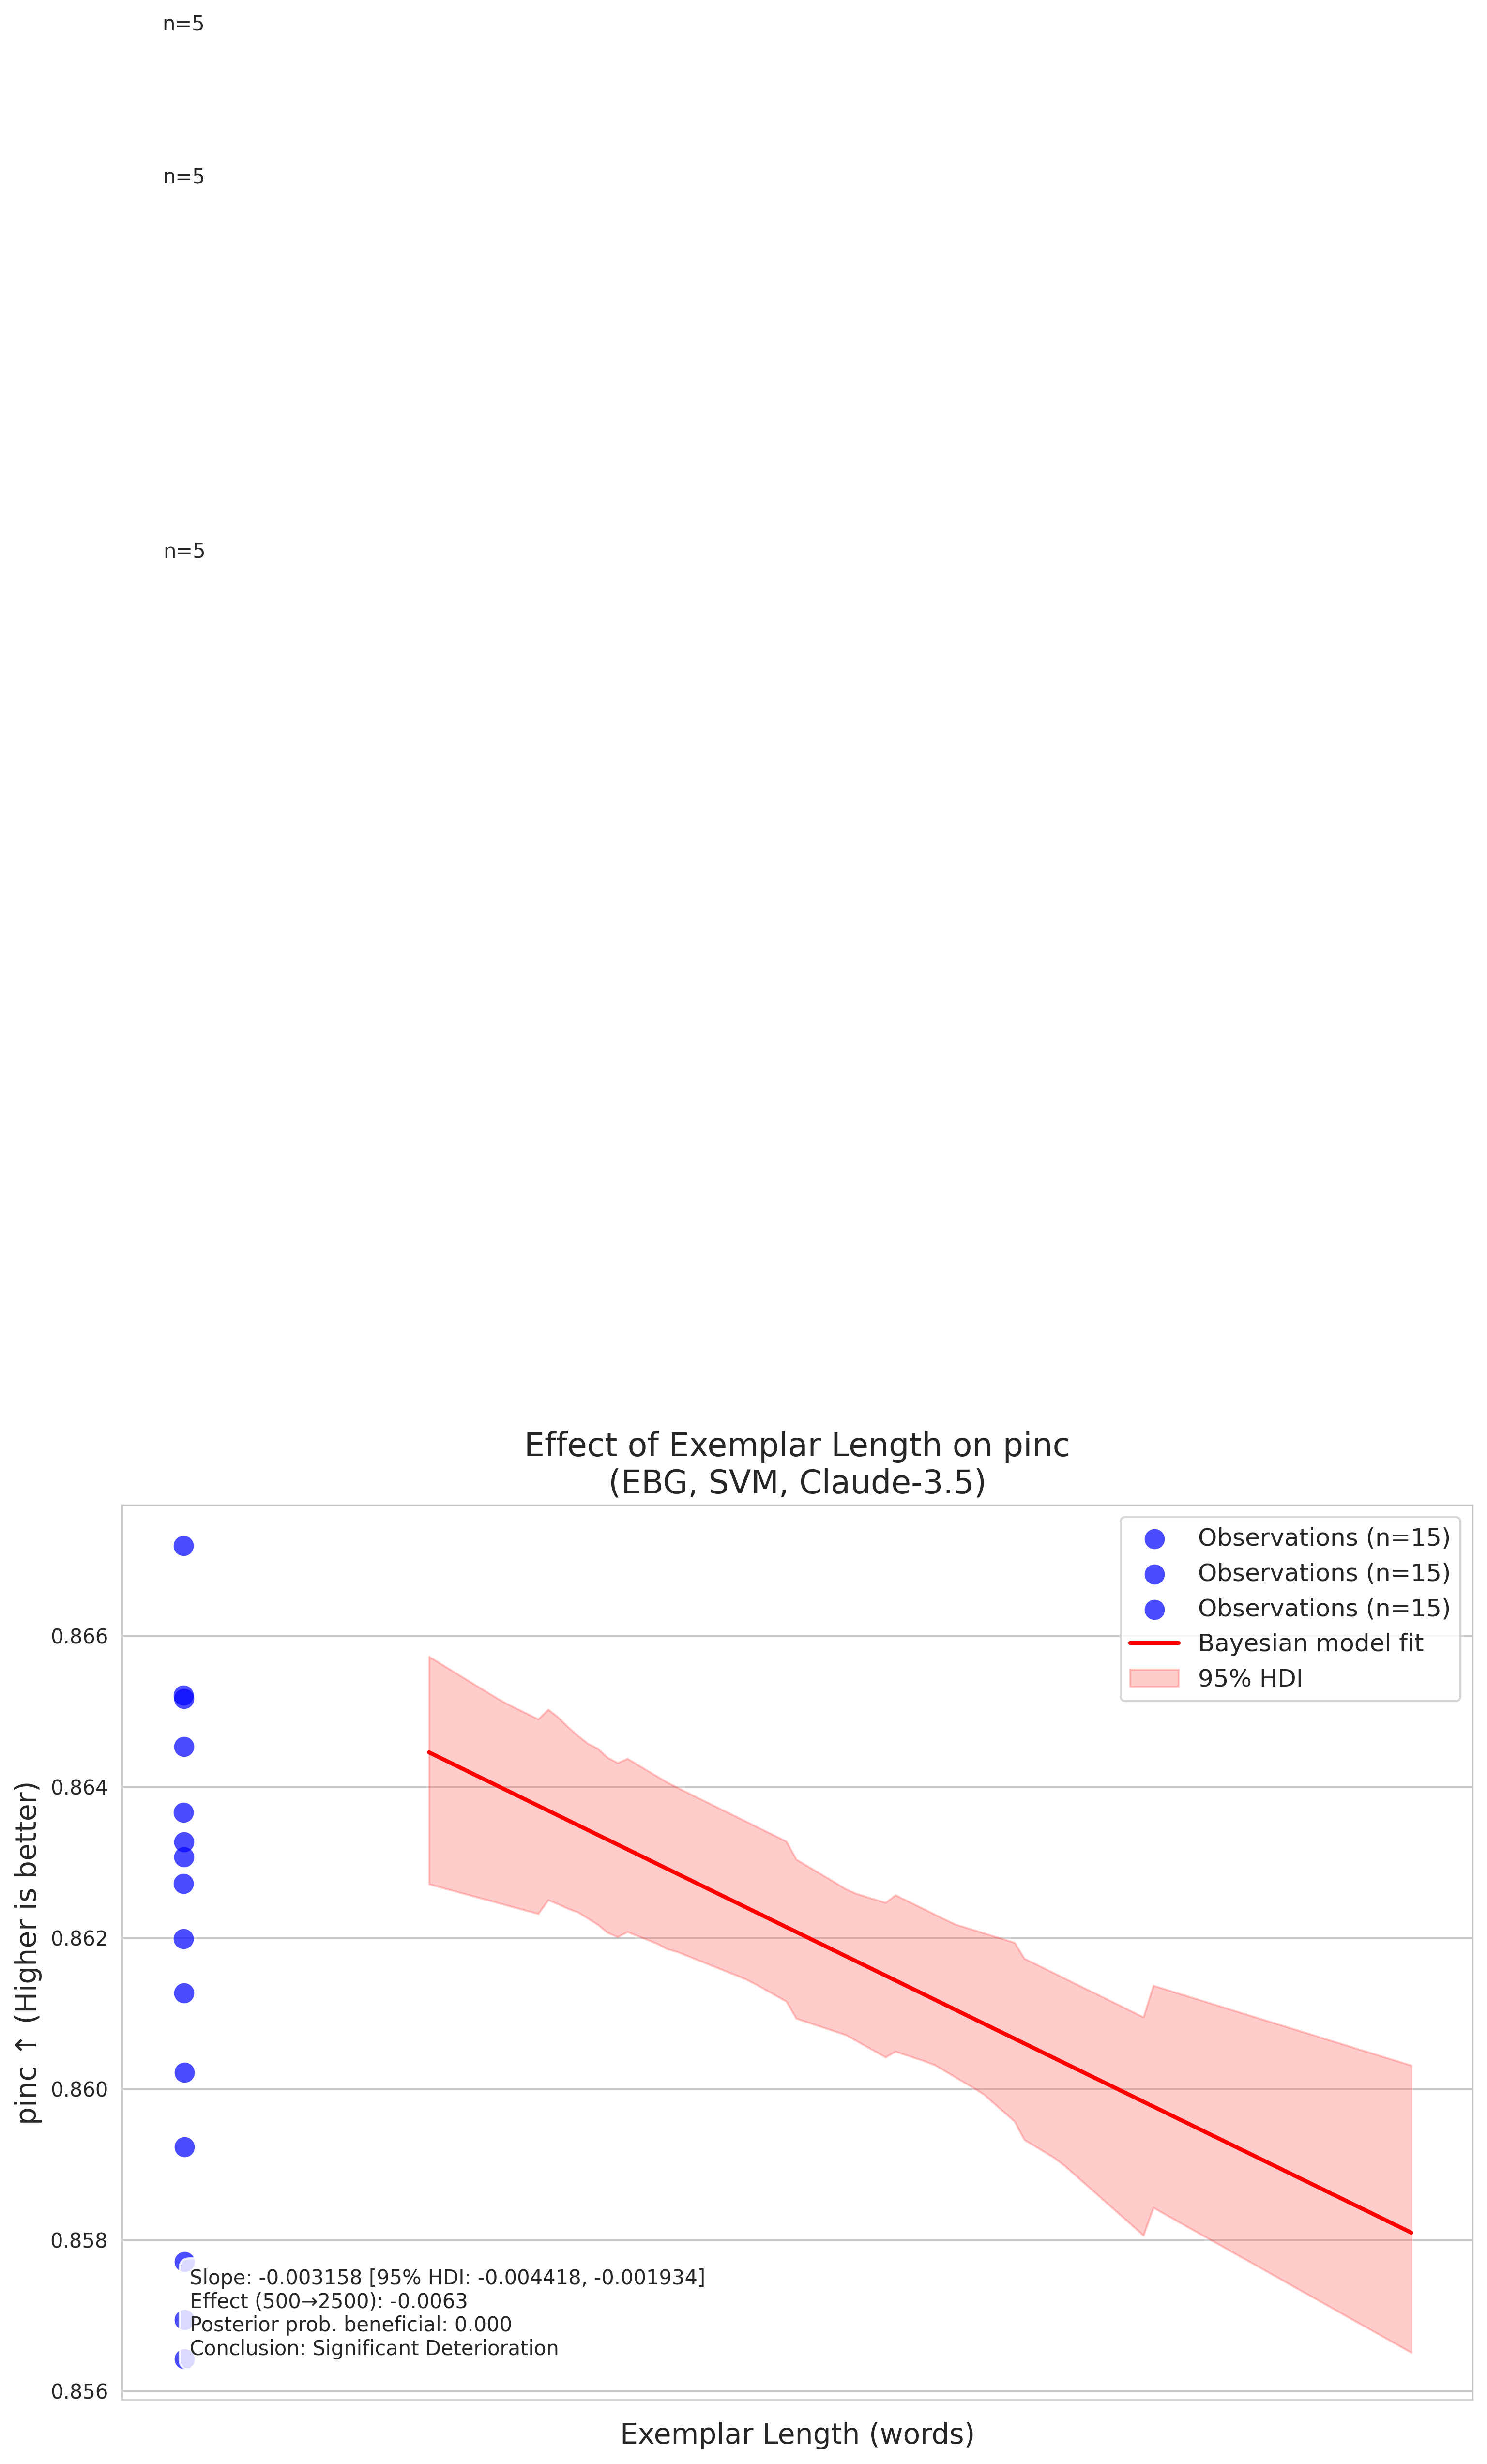 n=5
n=5
n=5
Effect of Exemplar Length on pinc
(EBG, SVM, Claude-3.5)
Observations (n=15)
Observations (n=15)
Observations (n=15)
Bayesian model fit
95% HDI
pinc ↑ (Higher is better)
0.866
0.864
0.862
0.860
0.858
0.856
Slope: -0.003158 [95% HDI: -0.004418, -0.001934]
Effect (500→2500): -0.0063
Posterior prob. beneficial: 0.000
Conclusion: Significant Deterioration
Exemplar Length (words)